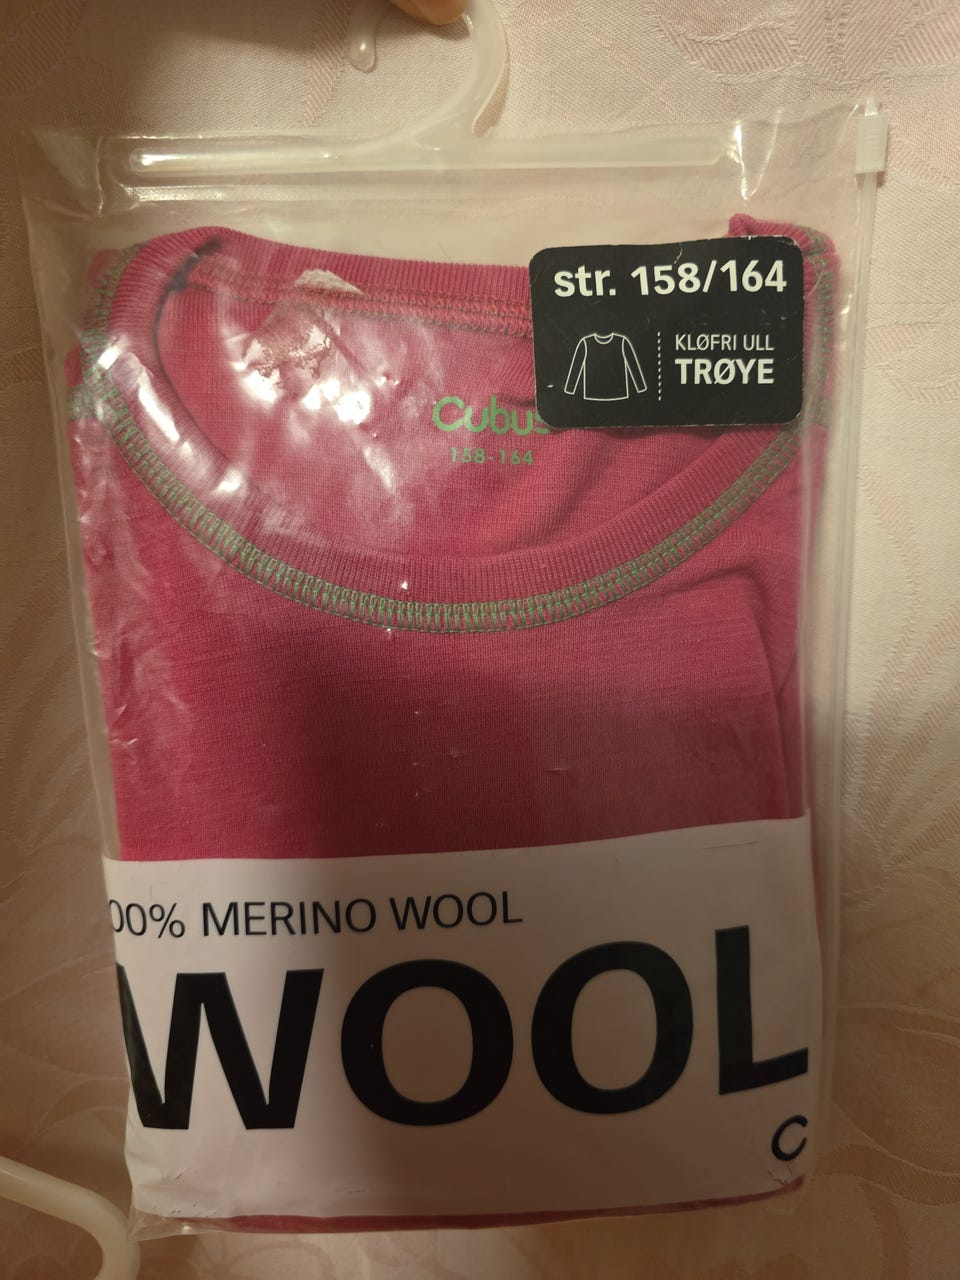 str. 158/164
KLØFRI ULL
TRØYE
Cubus
158-164
00% MERINO WOOL
WOOL
C